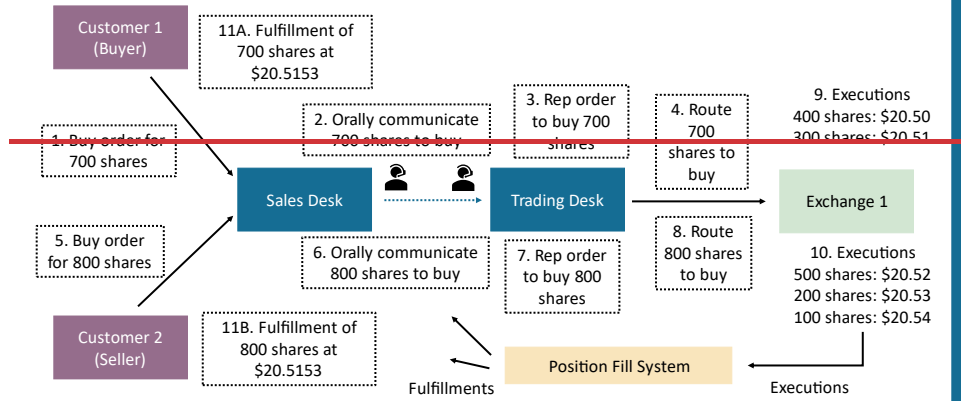 Customer 1
(Buyer)
11A. Fulfillment of
700 shares at
$20.5153
1. Buy order for
700 shares
2. Orally communicate
700 shares to buy
3. Rep order
to buy 700
shares
4. Route
700
shares to
buy
9. Executions
400 shares: $20.50
300 shares: $20.51
Sales Desk
Trading Desk
Exchange 1
5. Buy order
for 800 shares
6. Orally communicate
800 shares to buy
7. Rep order
to buy 800
shares
8. Route
800 shares
to buy
10. Executions
500 shares: $20.52
200 shares: $20.53
100 shares: $20.54
Customer 2
(Seller)
11B. Fulfillment of
800 shares at
$20.5153
Fulfillments
Position Fill System
Executions